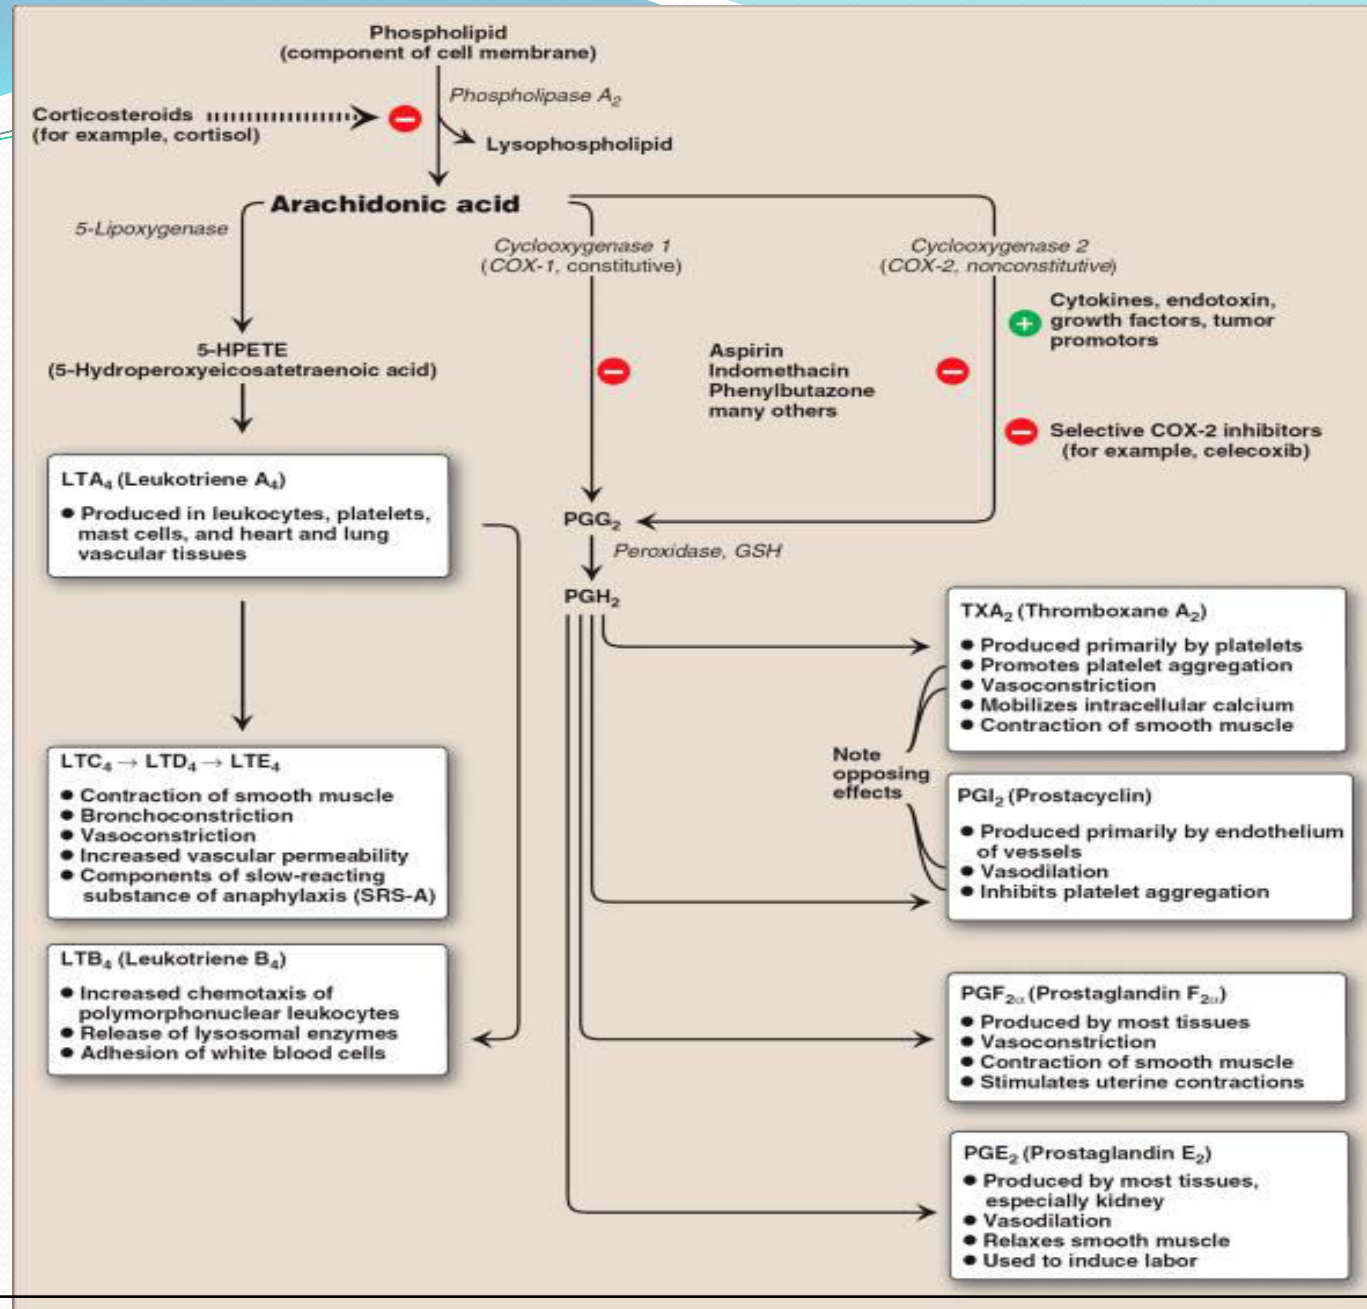 Phospholipid
(component of cell membrane)
Phospholipase A₂
Corticosteroids
(for example, cortisol)
Lysophospholipid
Arachidonic acid
5-Lipoxygenase
Cyclooxygenase 1
(COX-1, constitutive)
Cyclooxygenase 2
(COX-2, nonconstitutive)
Cytokines, endotoxin,
growth factors, tumor
promotors
5-HPETE
(5-Hydroperoxyeicosatetraenoic acid)
Aspirin
Indomethacin
Phenylbutazone
many others
Selective COX-2 inhibitors
(for example, celecoxib)
LTA₄ (Leukotriene A₄)
● Produced in leukocytes, platelets,
mast cells, and heart and lung
vascular tissues
PGG₂
Peroxidase, GSH
PGH₂
TXA₂ (Thromboxane A₂)
● Produced primarily by platelets
● Promotes platelet aggregation
● Vasoconstriction
● Mobilizes intracellular calcium
● Contraction of smooth muscle
Note
opposing
effects
LTC₄ → LTD₄ → LTE₄
● Contraction of smooth muscle
● Bronchoconstriction
● Vasoconstriction
● Increased vascular permeability
● Components of slow-reacting
substance of anaphylaxis (SRS-A)
PGI₂ (Prostacyclin)
● Produced primarily by endothelium
of vessels
● Vasodilation
● Inhibits platelet aggregation
LTB₄ (Leukotriene B₄)
● Increased chemotaxis of
polymorphonuclear leukocytes
● Release of lysosomal enzymes
● Adhesion of white blood cells
PGF₂α (Prostaglandin F₂α)
● Produced by most tissues
● Vasoconstriction
● Contraction of smooth muscle
● Stimulates uterine contractions
PGE₂ (Prostaglandin E₂)
● Produced by most tissues,
especially kidney
● Vasodilation
● Relaxes smooth muscle
● Used to induce labor